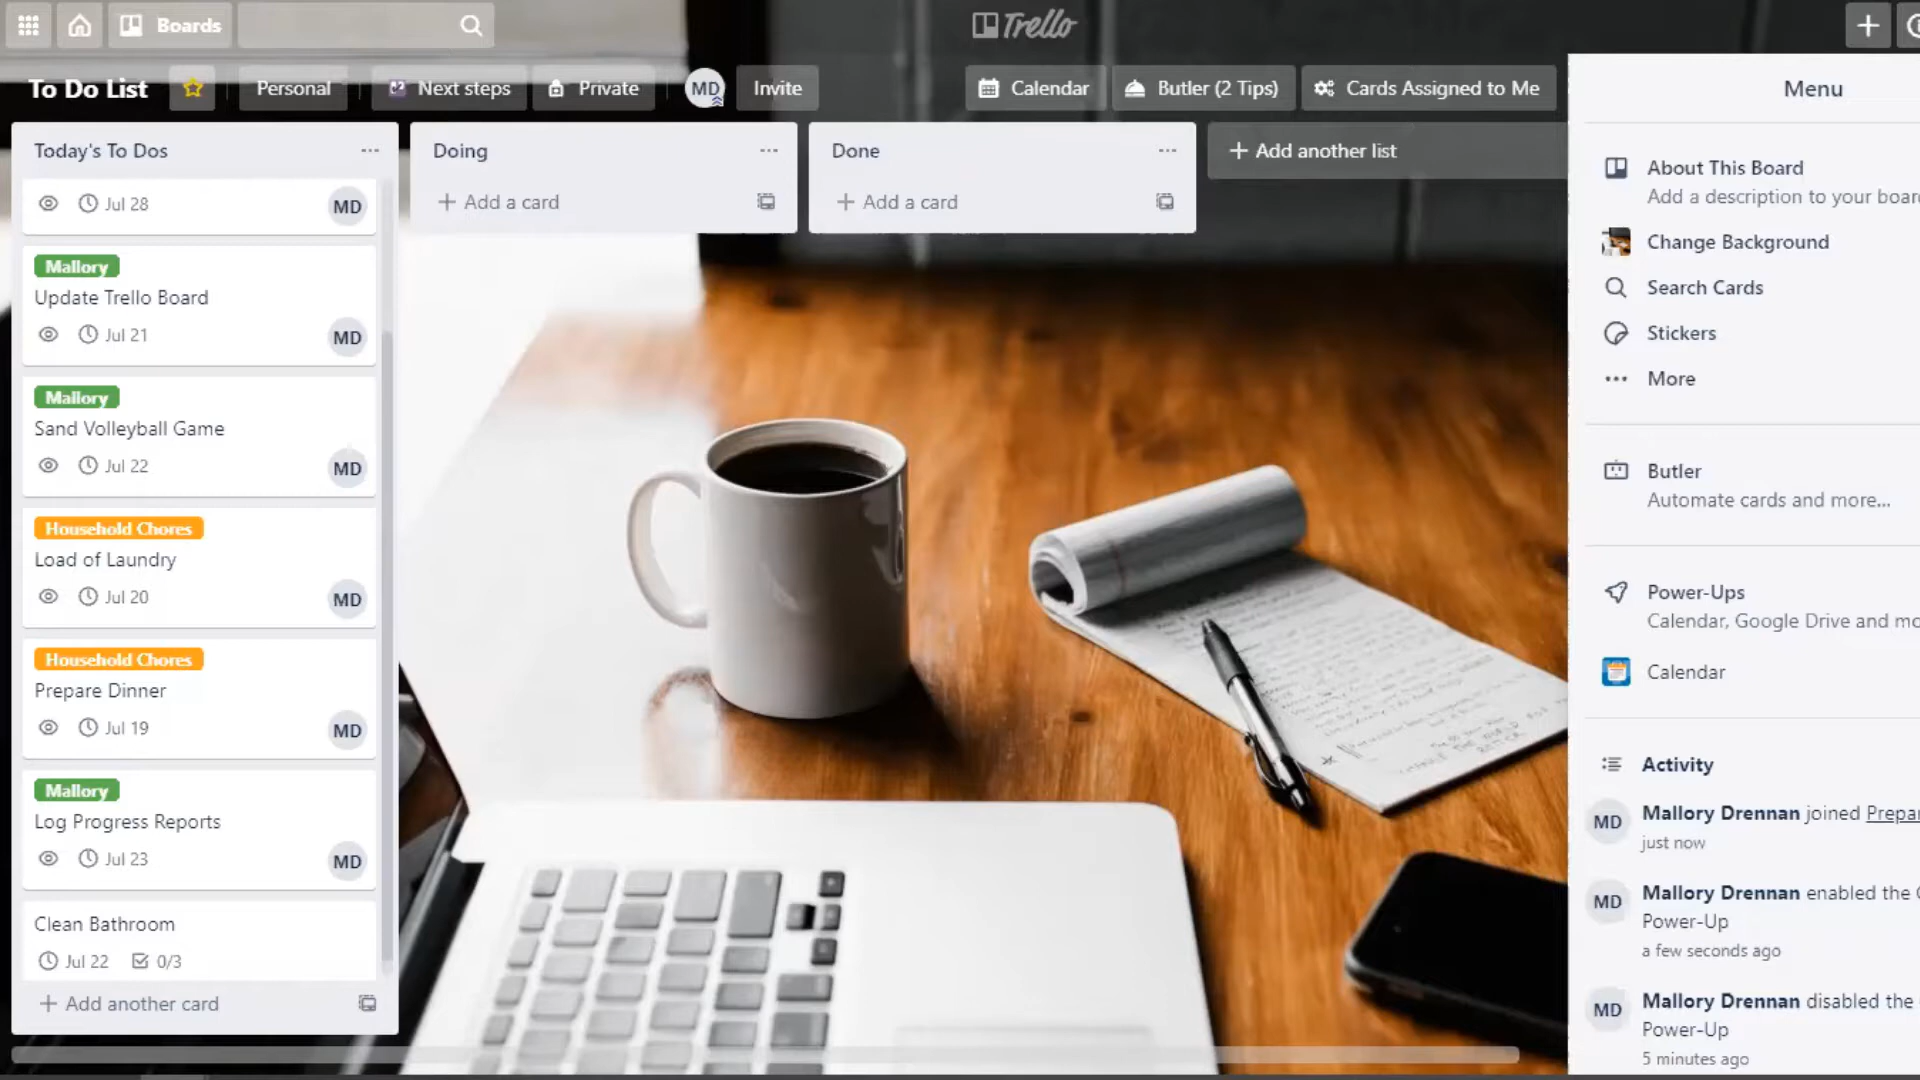 Boards
Trello
To Do List
Personal
Next steps
Private
MD
Invite
Calendar
Butler (2 Tips)
Cards Assigned to Me
Today's To Dos
Jul 28
MD
Mallory
Update Trello Board
Jul 21
MD
Mallory
Sand Volleyball Game
Jul 22
MD
Household Chores
Load of Laundry
Jul 20
MD
Household Chores
Prepare Dinner
Jul 19
MD
Mallory
Log Progress Reports
Jul 23
MD
Clean Bathroom
Jul 22
0/3
+ Add another card
Doing
+ Add a card
Done
+ Add a card
+ Add another list
Menu
About This Board
Add a description to your boar
Change Background
Search Cards
Stickers
More
Butler
Automate cards and more...
Power-Ups
Calendar, Google Drive and mo
Calendar
Activity
MD
Mallory Drennan joined Prepar
just now
MD
Mallory Drennan enabled the
Power-Up
a few seconds ago
MD
Mallory Drennan disabled the
Power-Up
5 minutes ago